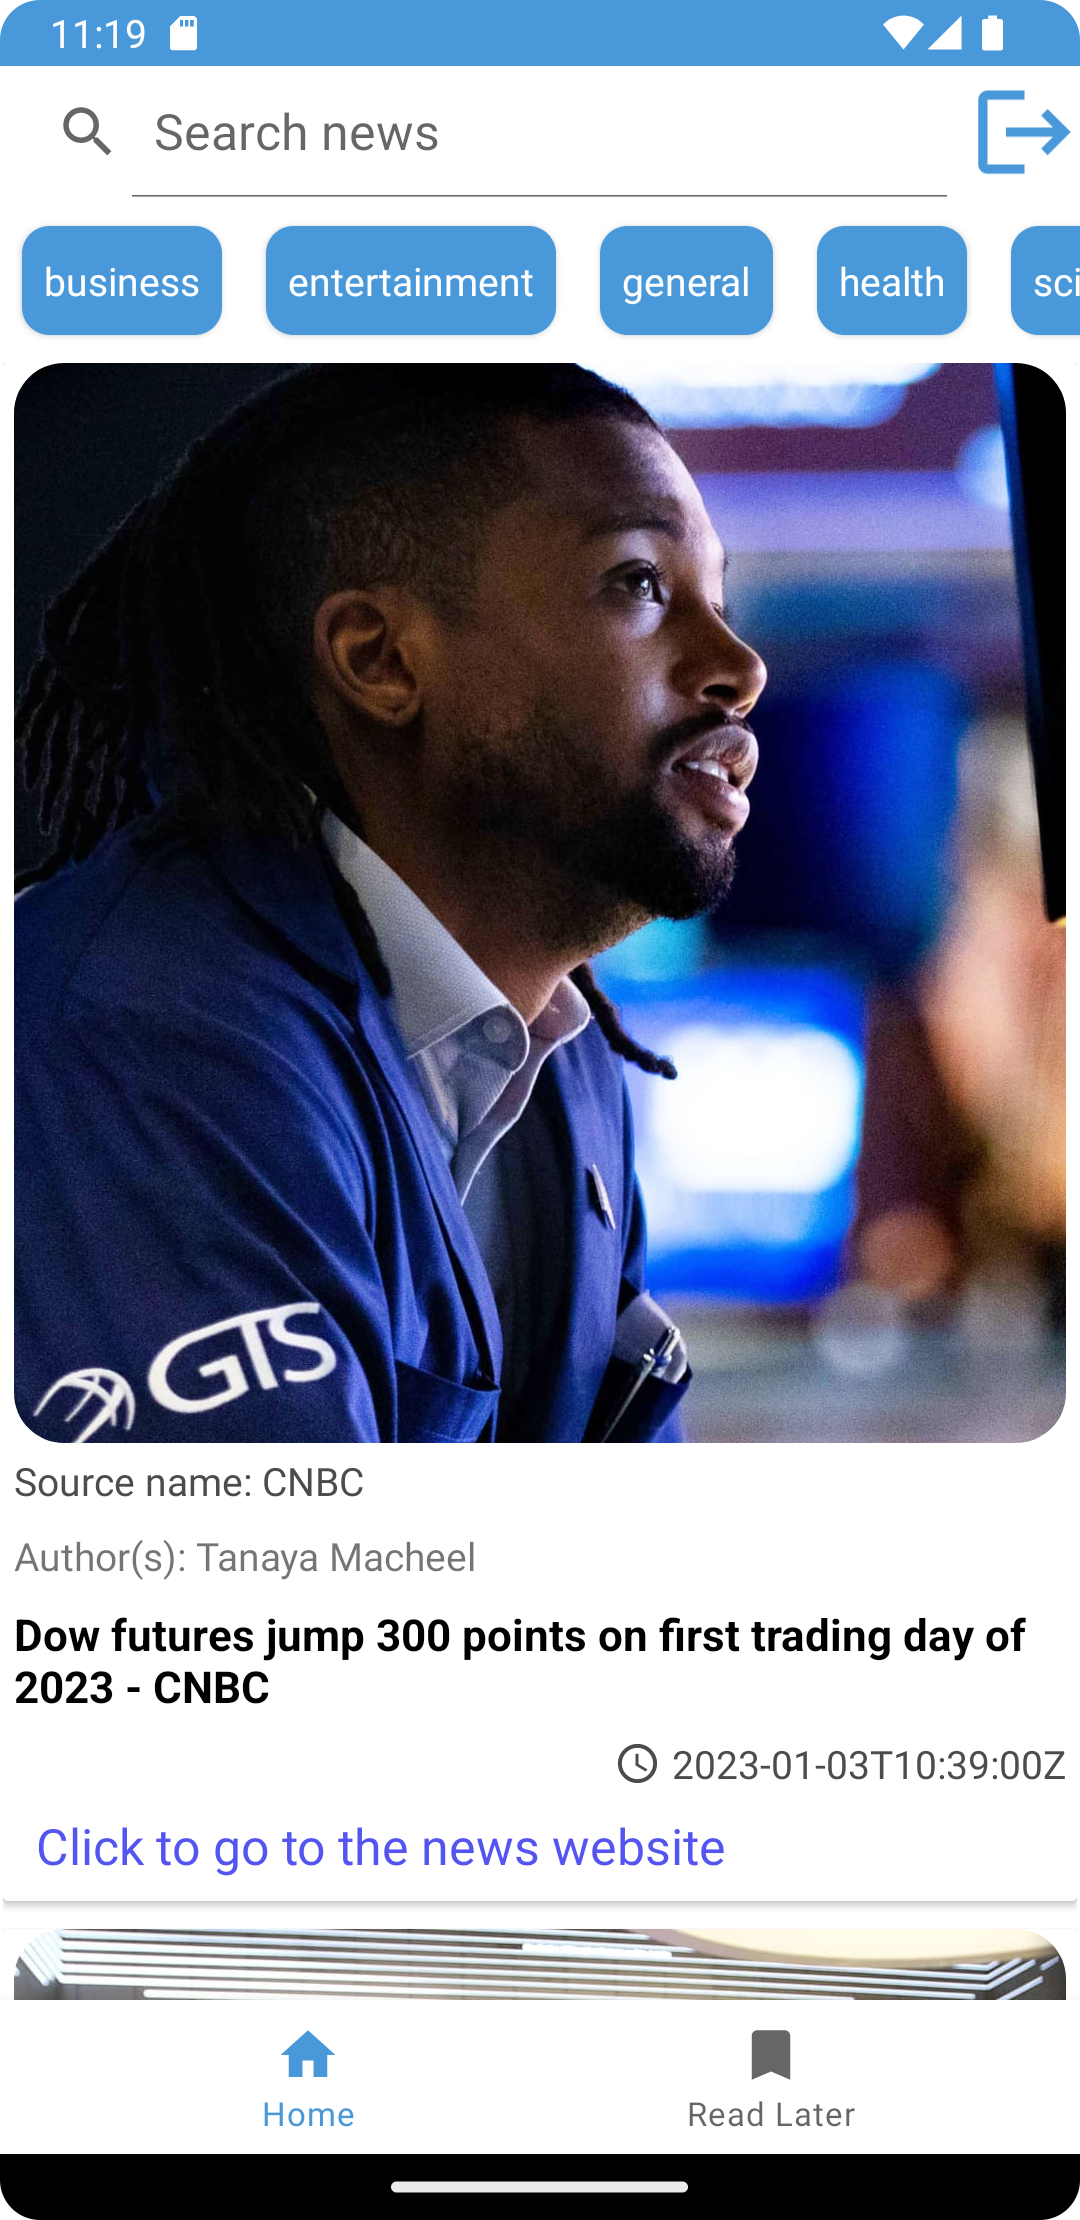 11:19
Search news
business entertainment general health sci
GTS
Source name: CNBC
Author(s): Tanaya Macheel
Dow futures jump 300 points on first trading day of
2023 - CNBC
2023-01-03T10:39:00Z
Click to go to the news website
Home Read Later